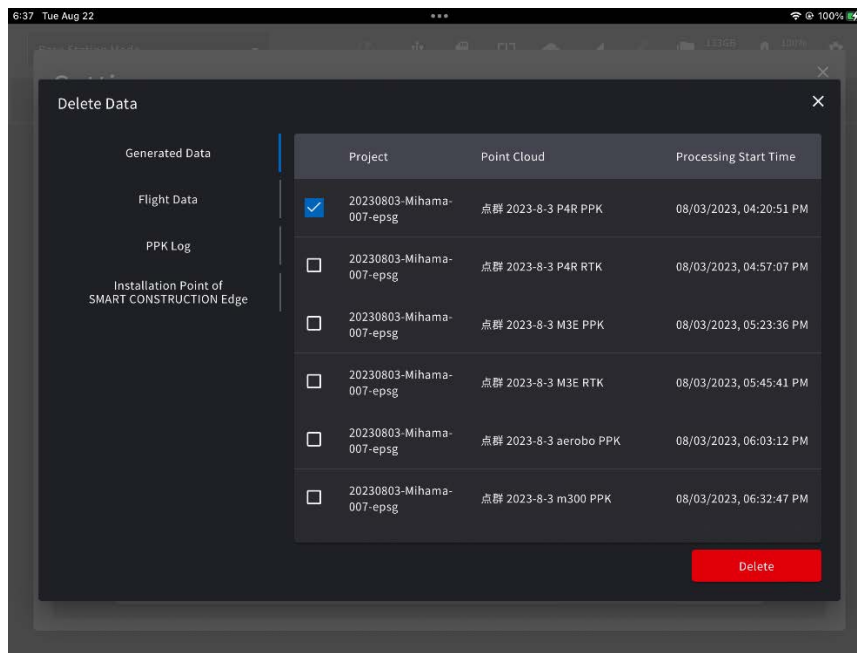 6:37 Tue Aug 22
100%
Base Station Mode
153GB
100%
Delete Data
Generated Data
Flight Data
PPK Log
Installation Point of
SMART CONSTRUCTION Edge
Project Point Cloud Processing Start Time
20230803-Mihama-
007-epsg
点群 2023-8-3 P4R PPK
08/03/2023, 04:20:51 PM
20230803-Mihama-
007-epsg
点群 2023-8-3 P4R RTK
08/03/2023, 04:57:07 PM
20230803-Mihama-
007-epsg
点群 2023-8-3 M3E PPK
08/03/2023, 05:23:36 PM
20230803-Mihama-
007-epsg
点群 2023-8-3 M3E RTK
08/03/2023, 05:45:41 PM
20230803-Mihama-
007-epsg
点群 2023-8-3 aerobo PPK
08/03/2023, 06:03:12 PM
20230803-Mihama-
007-epsg
点群 2023-8-3 m300 PPK
08/03/2023, 06:32:47 PM
Delete